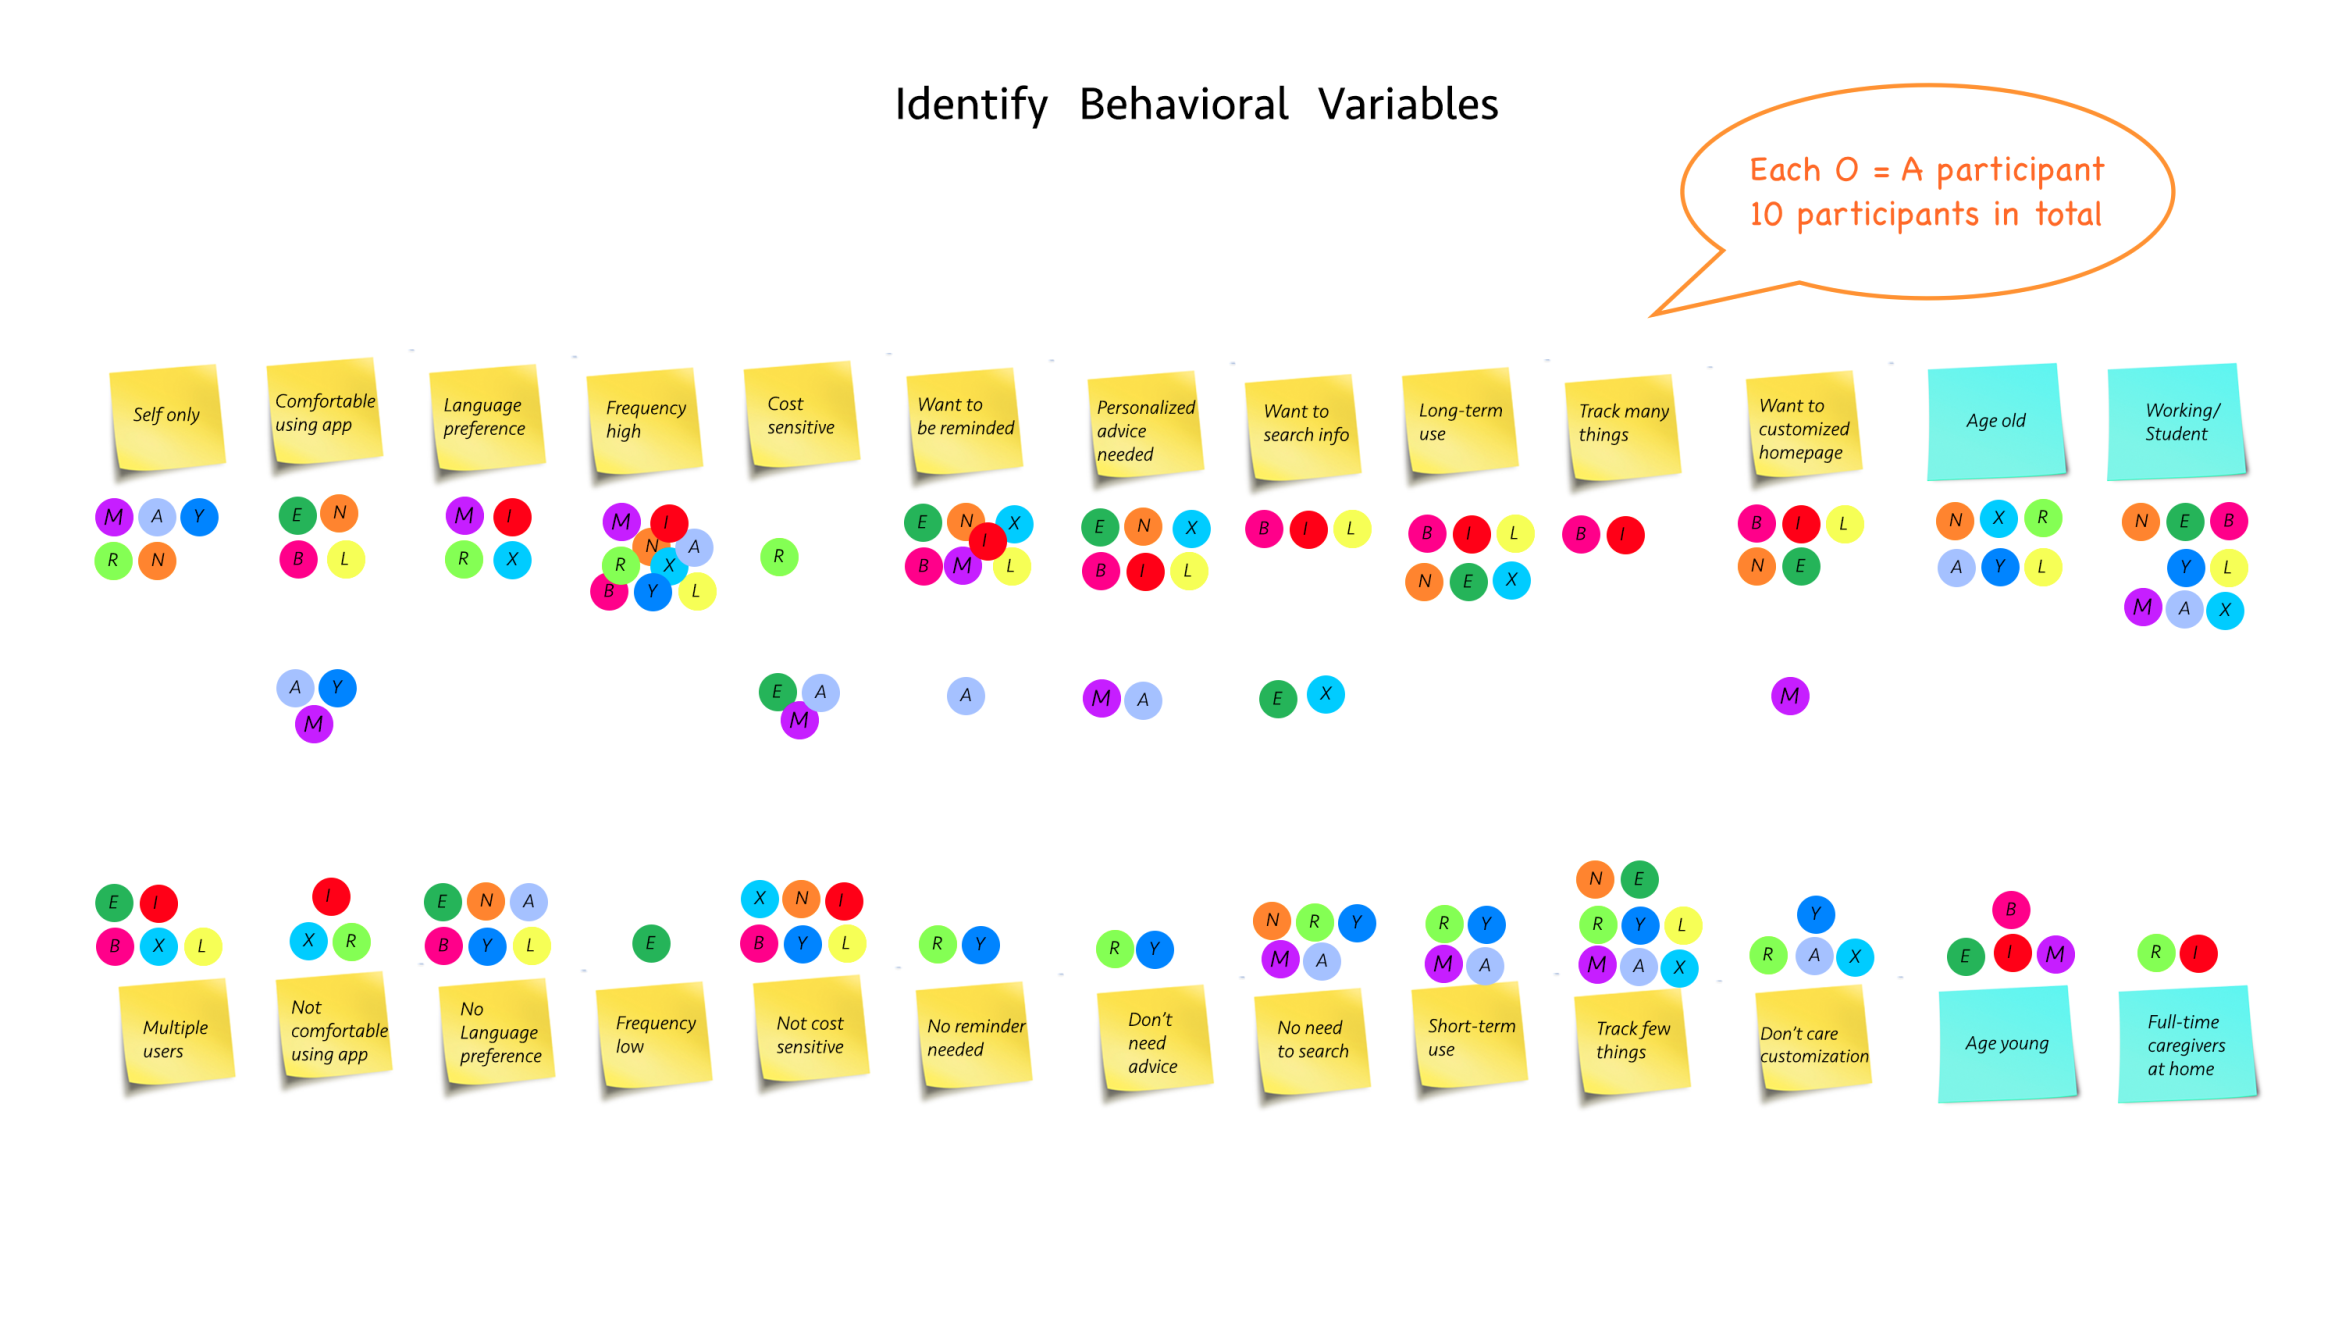 Identify Behavioral Variables
Each O = A participant
10 participants in total
Self only
Comfortable
using app
Language
preference
Frequency
high
Cost
sensitive
Want to
be reminded
Personalized
advice
needed
Want to
search info
Long-term
use
Track many
things
Want to
customized
homepage
Age old
Working/
Student
M A Y
R N
E N
B L
M I
R X
M I
N A
R X
B Y L
R
E N X
I
B M L
E N X
B I L
B I L
B I L
N E X
B I
B I L
N E
N X R
A Y L
N E B
Y L
M A X
A Y
M
E A
M
A
M A
E X
M
E I
B X L
I
X R
E N A
B Y L
E
X N I
B Y L
R Y
R Y
N R Y
M A
R Y
M A
N E
R Y L
M A X
Y
R A X
B
E I M
R I
Multiple
users
Not
comfortable
using app
No
Language
preference
Frequency
low
Not cost
sensitive
No reminder
needed
Don't
need
advice
No need
to search
Short-term
use
Track few
things
Don't care
customization
Age young
Full-time
caregivers
at home